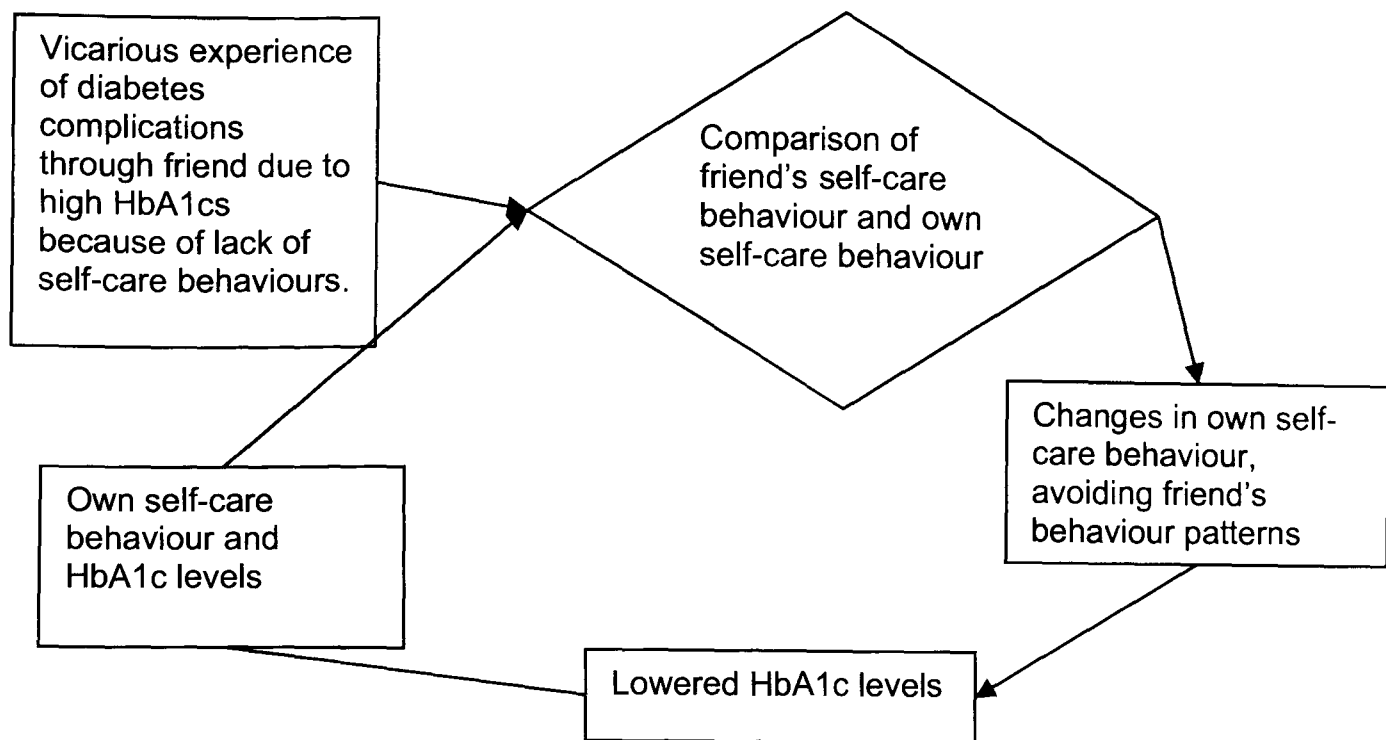 Vicarious experience
of diabetes
complications
through friend due to
high HbA1cs
because of lack of
self-care behaviours.
Comparison of
friend's self-care
behaviour and own
self-care behaviour
Changes in own self-
care behaviour,
avoiding friend's
behaviour patterns
Own self-care
behaviour and
HbA1c levels
Lowered HbA1c levels